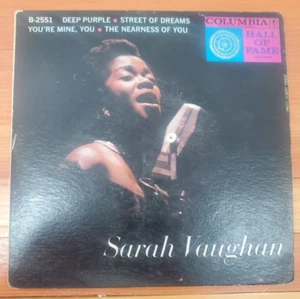 B-2551 DEEP PURPLE • STREET OF DREAMS
YOU'RE MINE, YOU • THE NEARNESS OF YOU
COLUMBIA
HALL
OF
FAME
Sarah Vaughan